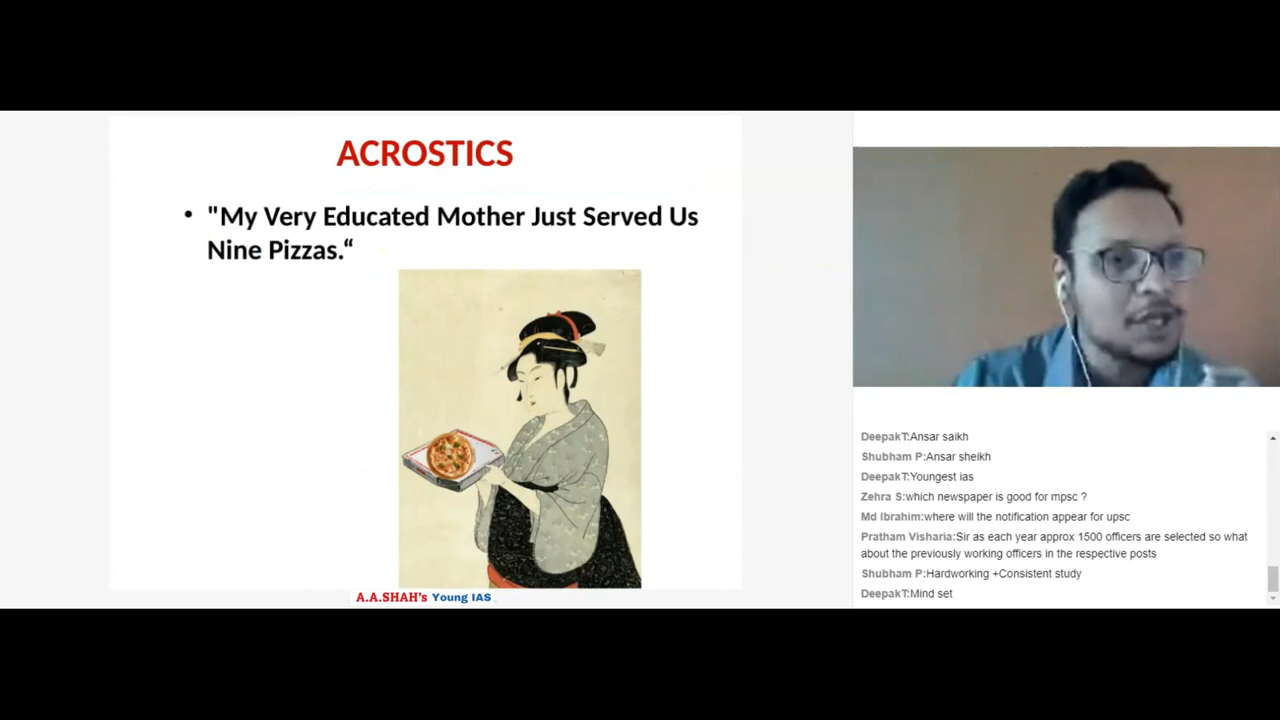 ACROSTICS
• "My Very Educated Mother Just Served Us
Nine Pizzas.“
A.A.SHAH's Young IAS
DeepakT:Ansar saikh
Shubham P:Ansar sheikh
DeepakT:Youngest ias
Zehra S:which newspaper is good for mpsc ?
Md Ibrahim:where will the notification appear for upsc
Pratham Visharia:Sir as each year approx 1500 officers are selected so what
about the previously working officers in the respective posts
Shubham P:Hardworking +Consistent study
DeepakT:Mind set